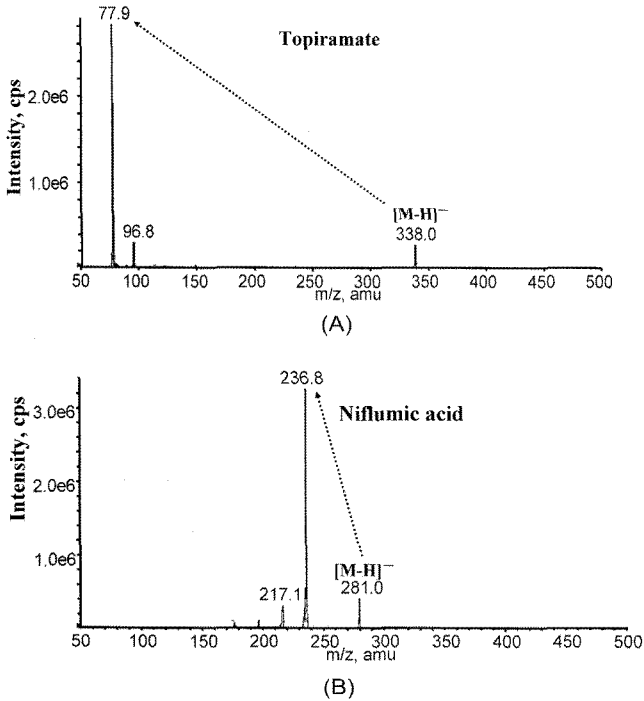 77.9
Topiramate
Intensity, cps
2.0e6
1.0e6
[M-H]—
338.0
96.8
50 100 150 200 250 300 350 400 450 500
m/z, amu
(A)
236.8
Niflumic acid
Intensity, cps
3.0e6
2.0e6
1.0e6
[M-H]—
281.0
217.1
50 100 150 200 250 300 350 400 450 500
m/z, amu
(B)